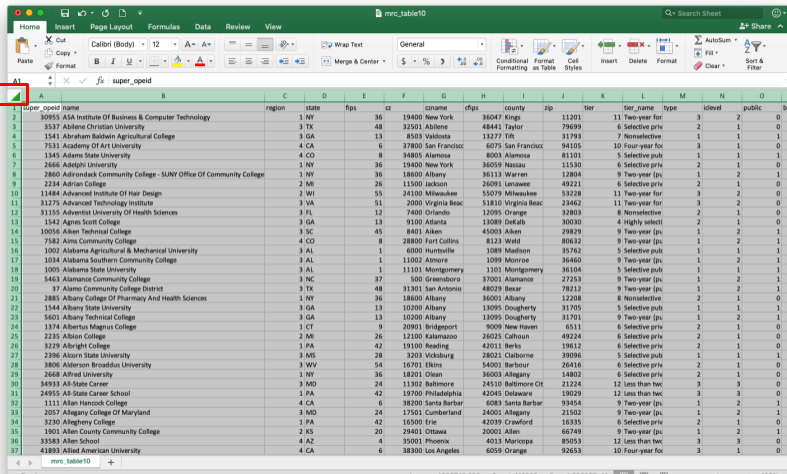 mrc_table10
Search Sheet
Home Insert Page Layout Formulas Data Review View Share
Cut
Copy
Format
Paste
Calibri (Body) 12
B I U
Wrap Text
Merge & Center
General
$ % )
Conditional Formatting
Format as Table
Cell Styles
Insert Delete Format
AutoSum
Fill
Clear
Sort & Filter
A1 fx super_opeid
A B C D E F G H I J K L M N O
1 super_opeid name region state fips cz czname cfips county zip tier tier_name type iclevel public b
2 30955 ASA Institute Of Business & Computer Technology 1 NY 36 19400 New York 36047 Kings 11201 11 Two-year for 3 2 0
3 3537 Abilene Christian University 3 TX 48 32501 Abilene 48441 Taylor 79699 6 Selective priv 2 1 0
4 1541 Abraham Baldwin Agricultural College 3 GA 13 8503 Valdosta 13277 Tift 31793 7 Nonselective 1 1 1
5 7531 Academy Of Art University 4 CA 6 37800 San Francisco 6075 San Francisco 94105 10 Four-year for 3 1 0
6 1345 Adams State University 4 CO 8 34805 Alamosa 8003 Alamosa 81101 5 Selective pub 1 1 1
7 2666 Adelphi University 1 NY 36 19400 New York 36059 Nassau 11530 6 Selective priv 2 1 0
8 2860 Adirondack Community College - SUNY Office Of Community College 1 NY 36 18600 Albany 36113 Warren 12804 9 Two-year (pu 1 2 1
9 2234 Adrian College 2 MI 26 11500 Jackson 26091 Lenawee 49221 6 Selective priv 2 1 0
10 11484 Advanced Institute Of Hair Design 2 WI 55 24100 Milwaukee 55079 Milwaukee 53228 11 Two-year for 3 2 0
11 31275 Advanced Technology Institute 3 VA 51 2000 Virginia Beac 51810 Virginia Beac 23462 11 Two-year for 3 2 0
12 31155 Adventist University Of Health Sciences 3 FL 12 7400 Orlando 12095 Orange 32803 8 Nonselective 2 1 0
13 1542 Agnes Scott College 3 GA 13 9100 Atlanta 13089 DeKalb 30030 4 Highly selecti 2 1 0
14 10056 Aiken Technical College 3 SC 45 8401 Aiken 45003 Aiken 29829 9 Two-year (pu 1 2 1
15 7582 Aims Community College 4 CO 8 28800 Fort Collins 8123 Weld 80632 9 Two-year (pu 1 2 1
16 1002 Alabama Agricultural & Mechanical University 3 AL 1 6000 Huntsville 1089 Madison 35762 5 Selective pub 1 1 1
17 1034 Alabama Southern Community College 3 AL 1 11002 Atmore 1099 Monroe 36460 9 Two-year (pu 1 2 1
18 1005 Alabama State University 3 AL 1 11101 Montgomery 1101 Montgomery 36104 5 Selective pub 1 1 1
19 5463 Alamance Community College 3 NC 37 500 Greensboro 37001 Alamance 27253 9 Two-year (pu 1 2 1
20 37 Alamo Community College District 3 TX 48 31301 San Antonio 48029 Bexar 78212 9 Two-year (pu 1 2 1
21 2885 Albany College Of Pharmacy And Health Sciences 1 NY 36 18600 Albany 36001 Albany 12208 8 Nonselective 2 1 0
22 1544 Albany State University 3 GA 13 10200 Albany 13095 Dougherty 31705 5 Selective pub 1 1 1
23 5601 Albany Technical College 3 GA 13 10200 Albany 13095 Dougherty 31701 9 Two-year (pu 1 2 1
24 1374 Albertus Magnus College 1 CT 9 20901 Bridgeport 9009 New Haven 6511 6 Selective priv 2 1 0
25 2235 Albion College 2 MI 26 12100 Kalamazoo 26025 Calhoun 49224 6 Selective priv 2 1 0
26 3229 Albright College 1 PA 42 19100 Reading 42011 Berks 19612 6 Selective priv 2 1 0
27 2396 Alcorn State University 3 MS 28 3203 Vicksburg 28021 Claiborne 39096 5 Selective pub 1 1 1
28 3806 Alderson Broaddus University 3 WV 54 16701 Elkins 54001 Barbour 26416 6 Selective priv 2 1 0
29 2668 Alfred University 1 NY 36 18201 Olean 36003 Allegany 14802 6 Selective priv 2 1 0
30 34933 All-State Career 3 MD 24 11302 Baltimore 24510 Baltimore Cit 21224 12 Less than two 3 3 0
31 24955 All-State Career School 1 PA 42 19700 Philadelphia 42045 Delaware 19029 12 Less than two 3 3 0
32 1111 Allan Hancock College 4 CA 6 38200 Santa Barbar 6083 Santa Barbar 93454 9 Two-year (pu 1 2 1
33 2057 Allegany College Of Maryland 3 MD 24 17501 Cumberland 24001 Allegany 21502 9 Two-year (pu 1 2 1
34 3230 Allegheny College 1 PA 42 16500 Erie 42039 Crawford 16335 6 Selective priv 2 1 0
35 1901 Allen County Community College 2 KS 20 29401 Ottawa 20001 Allen 66749 9 Two-year (pu 1 2 1
36 33583 Allen School 4 AZ 4 35001 Phoenix 4013 Maricopa 85053 12 Less than two 3 3 0
37 41893 Allied American University 4 CA 6 38300 Los Angeles 6059 Orange 92653 10 Four-year for 3 1 0
mrc_table10 +